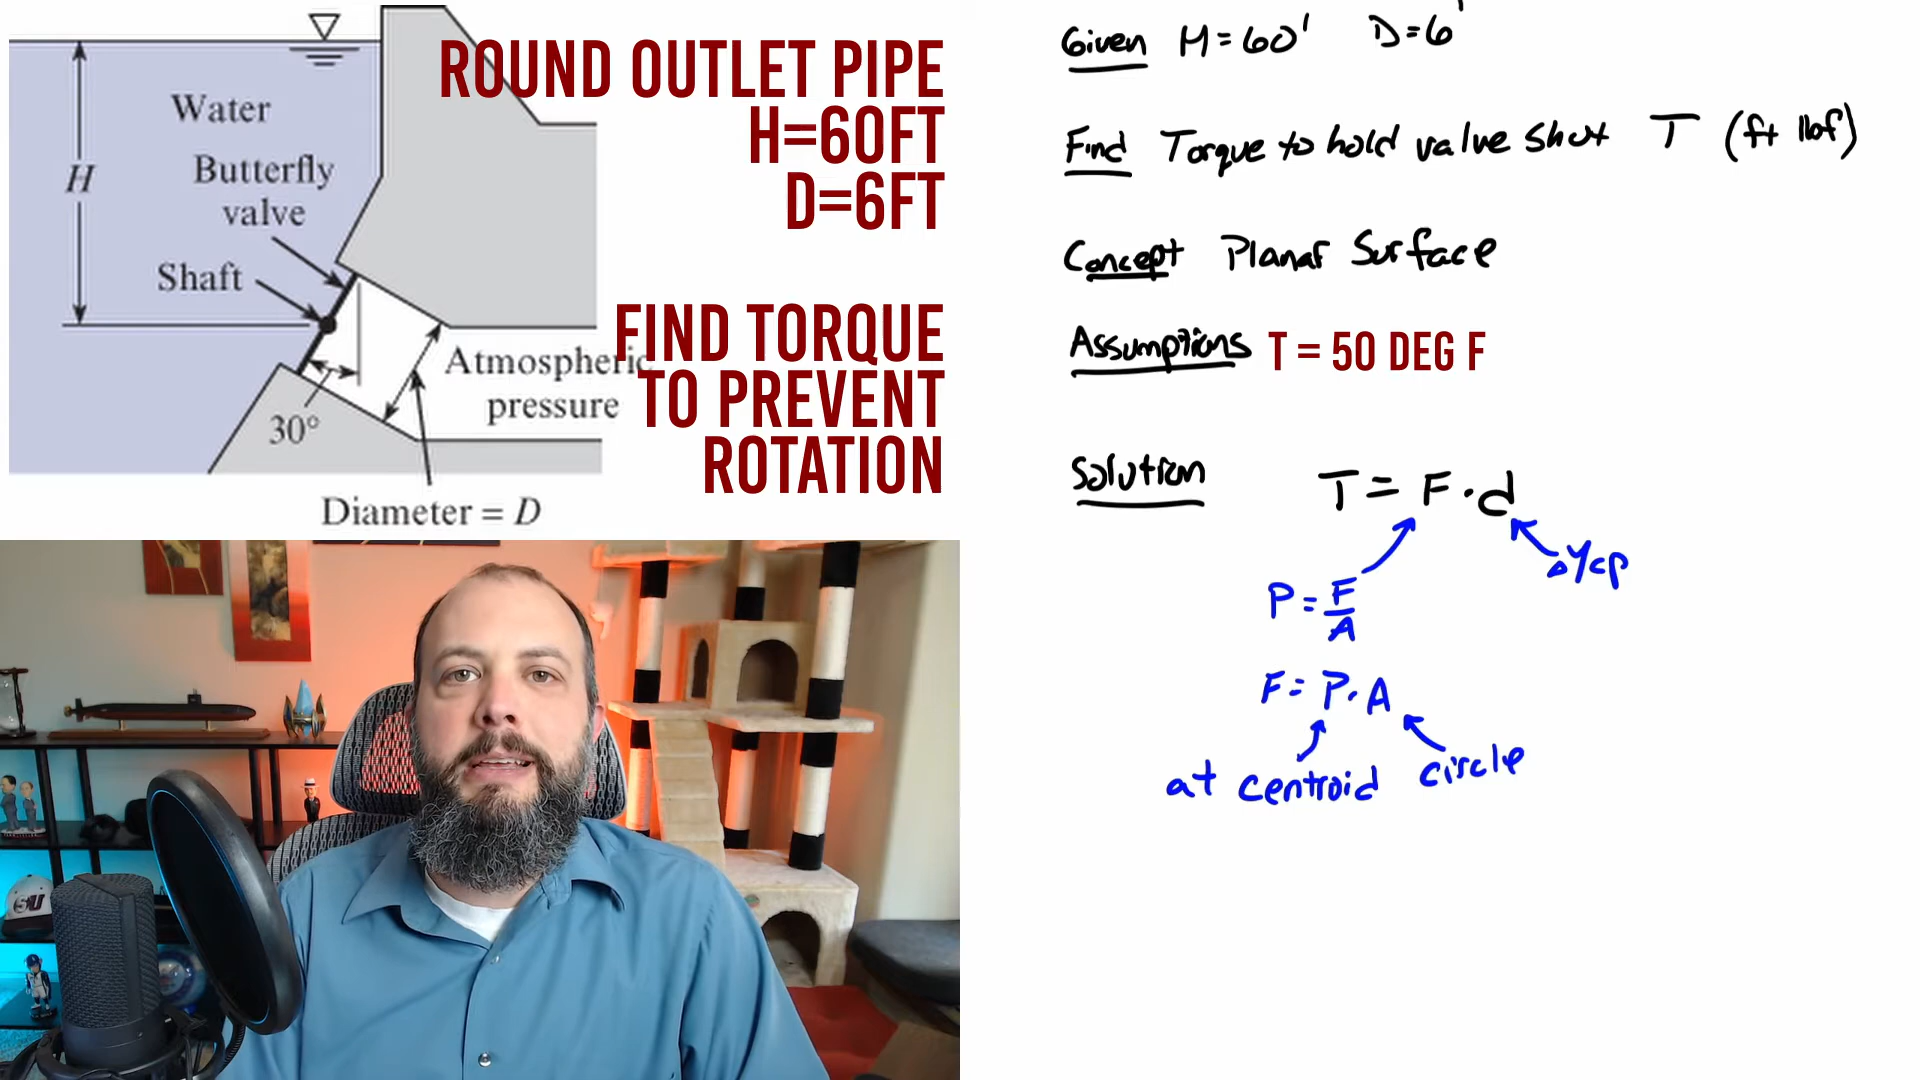 Water
H
Butterfly
valve
Shaft
30°
Atmospheric
pressure
Diameter = D
ROUND OUTLET PIPE
H=60FT
D=6FT
FIND TORQUE
TO PREVENT
ROTATION
SU
Given H=60' D=6'
Find Torque to hold valve shut T (ft lbf)
Concept Planar Surface
Assumptions T = 50 DEG F
Solution T = F · d
ΔYcp
P = F/A
F = P · A
at centroid circle